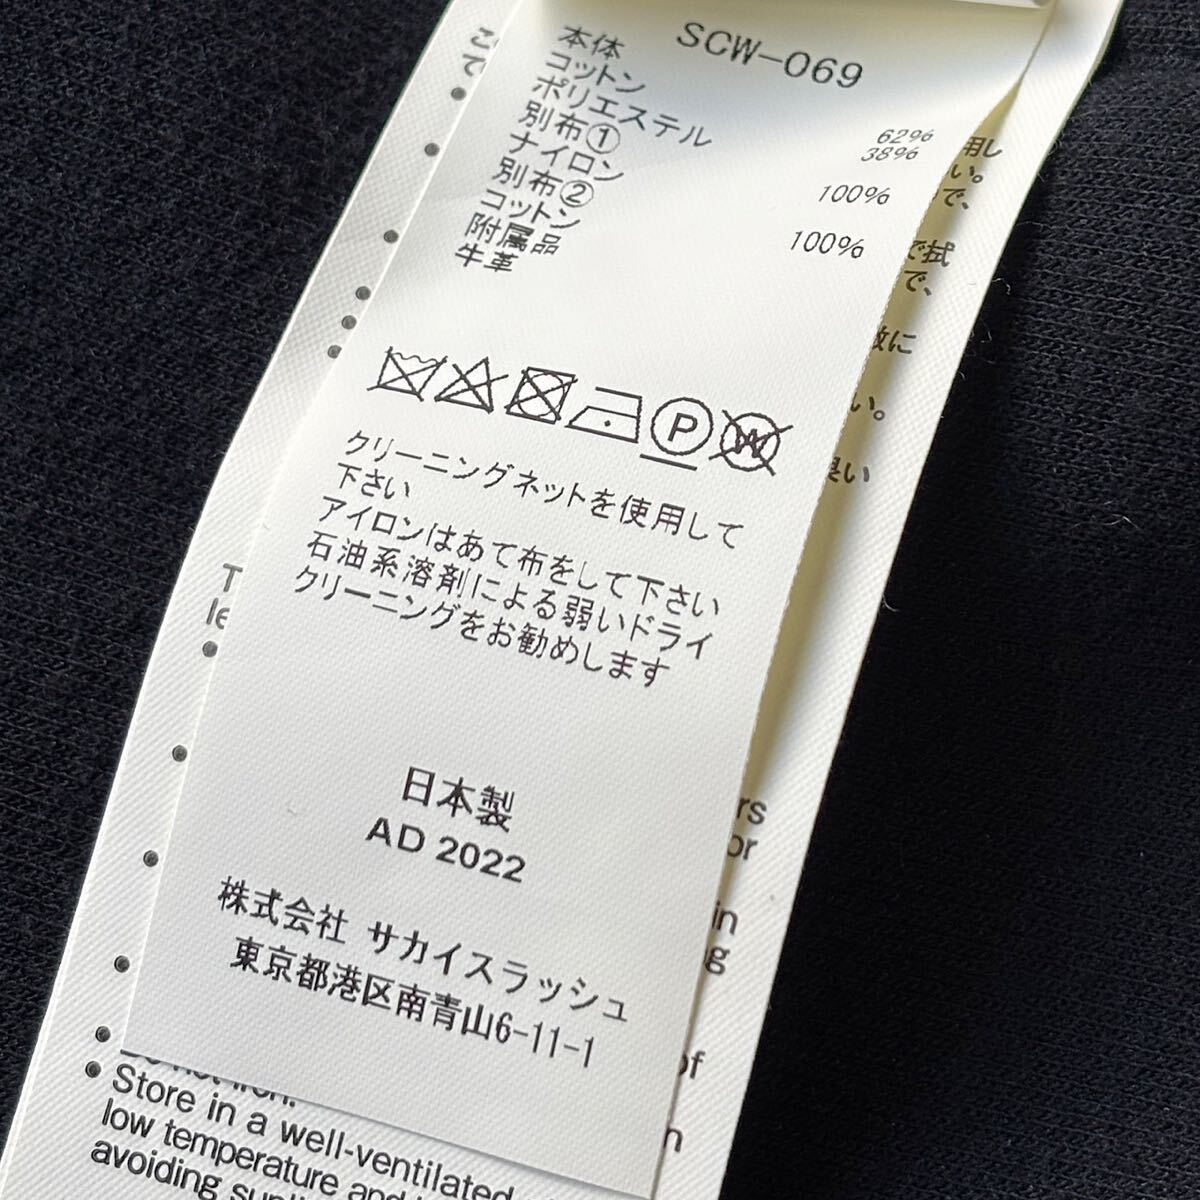 SCW-069
本体
コットン 62%
ポリエステル 38%
別布①
ナイロン 100%
別布②
コットン 100%
附属品
牛革
P
W
クリーニングネットを使用して
下さい
アイロンはあて布をして下さい
石油系溶剤による弱いドライ
クリーニングをお勧めします
日本製
AD 2022
株式会社 サカイスラッシュ
東京都港区南青山6-11-1
Store in a well-ventilated
low temperature and
avoiding